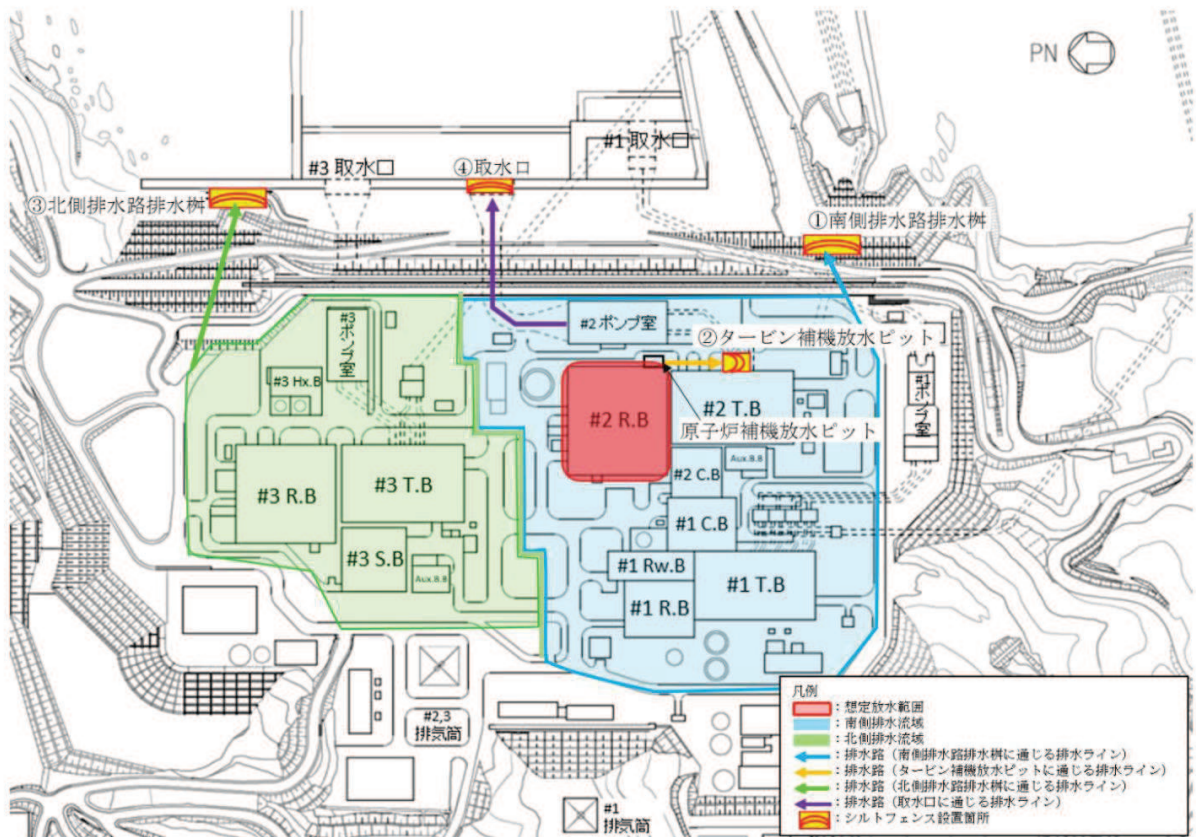 PN
#1 取水口
#3 取水口
④取水口
③北側排水路排水桝
①南側排水路排水桝
#3
ポンプ室
#2 ポンプ室
②タービン補機放水ピット
#1
ポンプ室
#3 Hx.B
#2 R.B
#2 T.B
原子炉補機放水ピット
#3 R.B
#3 T.B
#2 C.B
Aux.B.B
#1 C.B
#3 S.B
Aux.B.B
#1 Rw.B
#1 T.B
#1 R.B
#2,3
排気筒
#1
排気筒
凡例
：想定放水範囲
：南側排水流域
：北側排水流域
：排水路（南側排水路排水桝に通じる排水ライン）
：排水路（タービン補機放水ピットに通じる排水ライン）
：排水路（北側排水路排水桝に通じる排水ライン）
：排水路（取水口に通じる排水ライン）
：シルトフェンス設置箇所